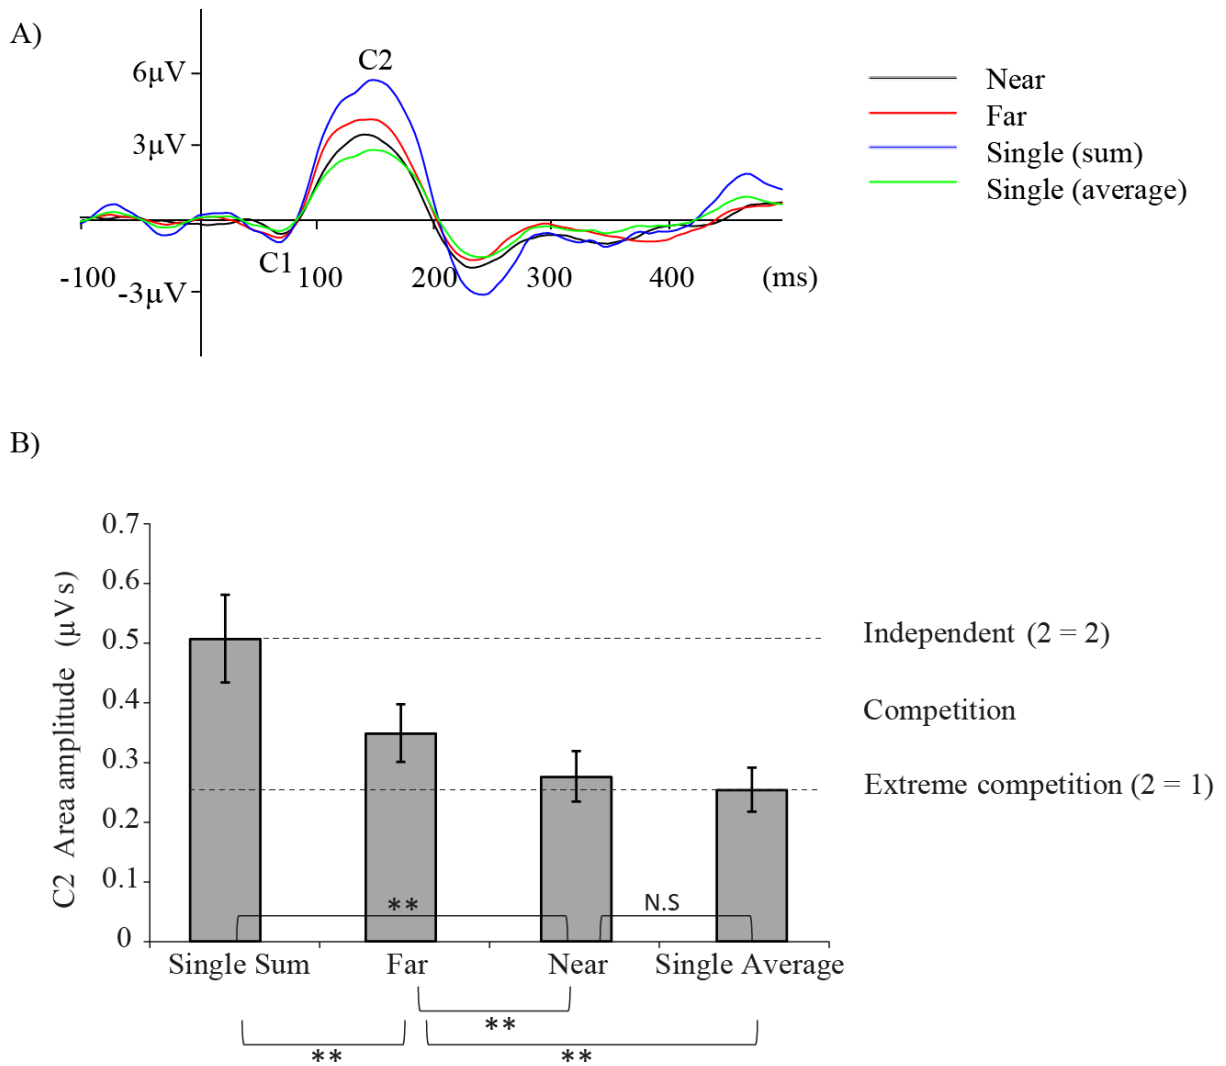 A)
C2
6μV
3μV
C1
-100
100
200
300
400
(ms)
-3μV
Near
Far
Single (sum)
Single (average)
B)
C2 Area amplitude (μVs)
0.7
0.6
0.5
0.4
0.3
0.2
0.1
0
Independent (2 = 2)
Competition
Extreme competition (2 = 1)
**
N.S
Single Sum
Far
Near
Single Average
**
**
**